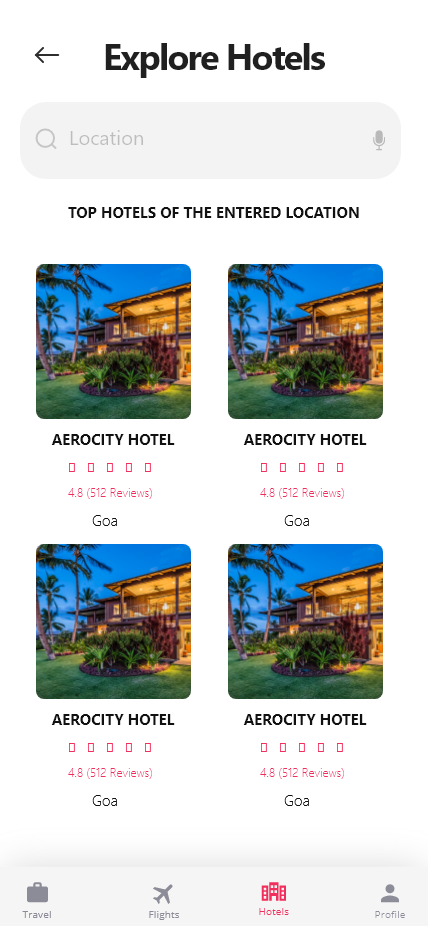 Explore Hotels
Location
TOP HOTELS OF THE ENTERED LOCATION
AEROCITY HOTEL
4.8 (512 Reviews)
Goa
AEROCITY HOTEL
4.8 (512 Reviews)
Goa
AEROCITY HOTEL
4.8 (512 Reviews)
Goa
AEROCITY HOTEL
4.8 (512 Reviews)
Goa
Travel
Flights
Hotels
Profile